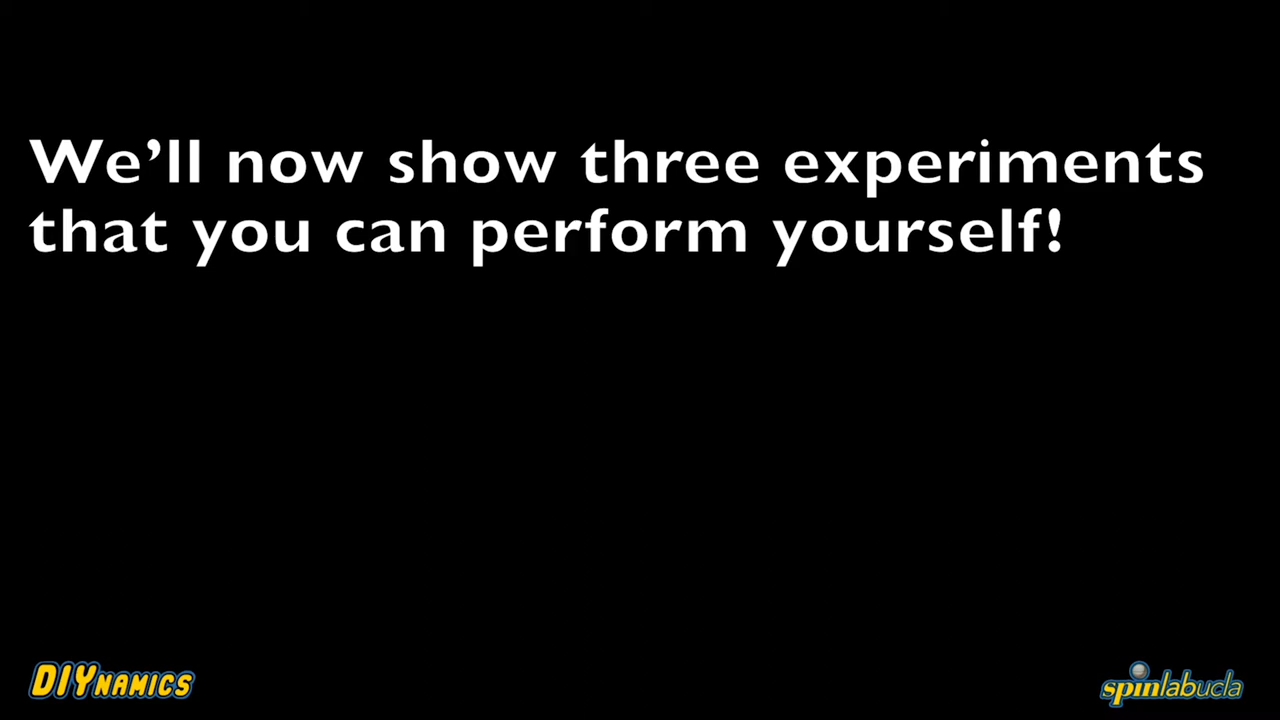 We’ll now show three experiments
that you can perform yourself!
DIYNAMICS
spinlabucla